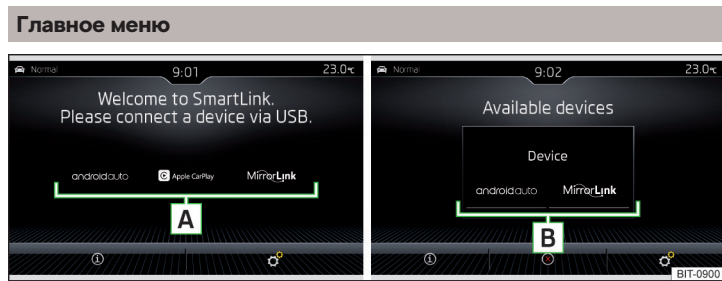 Главное меню
Normal 9:01 23.0°c
Welcome to SmartLink.
Please connect a device via USB.
androidauto Apple CarPlay MirrorLink
A
Normal 9:02 23.0°c
Available devices
Device
androidauto MirrorLink
B
BIT-0900